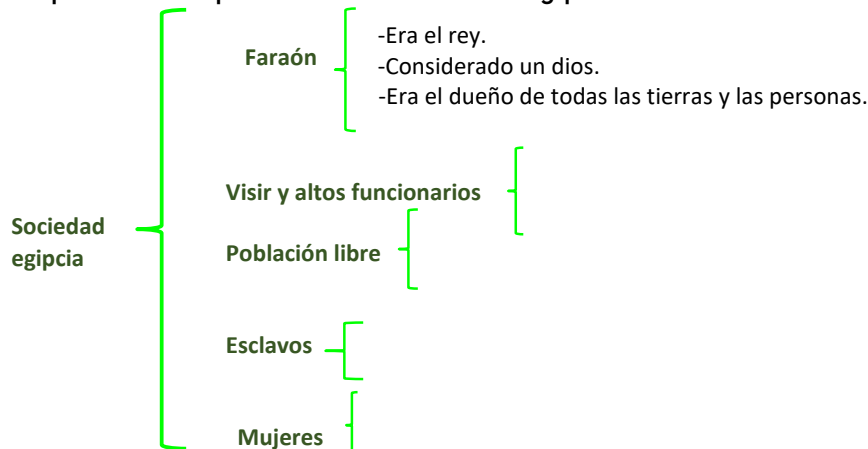 Faraón
-Era el rey.
-Considerado un dios.
-Era el dueño de todas las tierras y las personas.
Visir y altos funcionarios
Sociedad
egipcia
Población libre
Esclavos
Mujeres